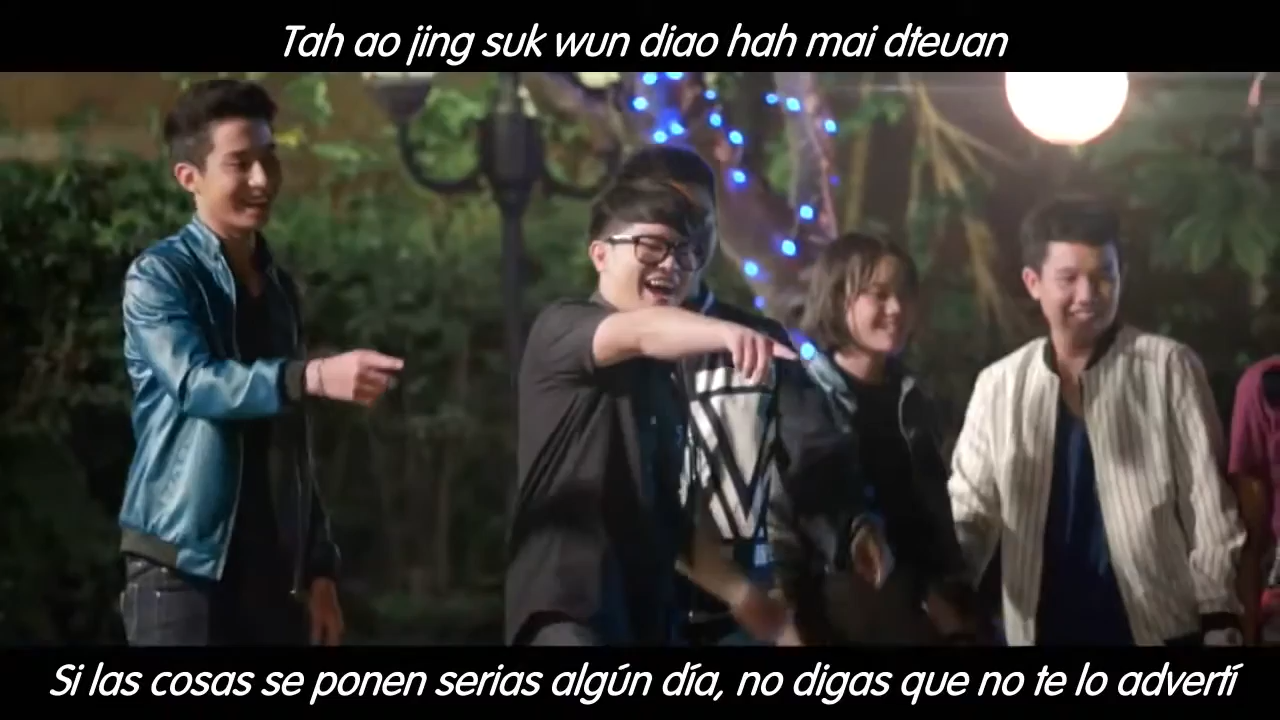 Tah ao jing suk wun diao hah mai dteuan
Si las cosas se ponen serias algún día, no digas que no te lo advertí